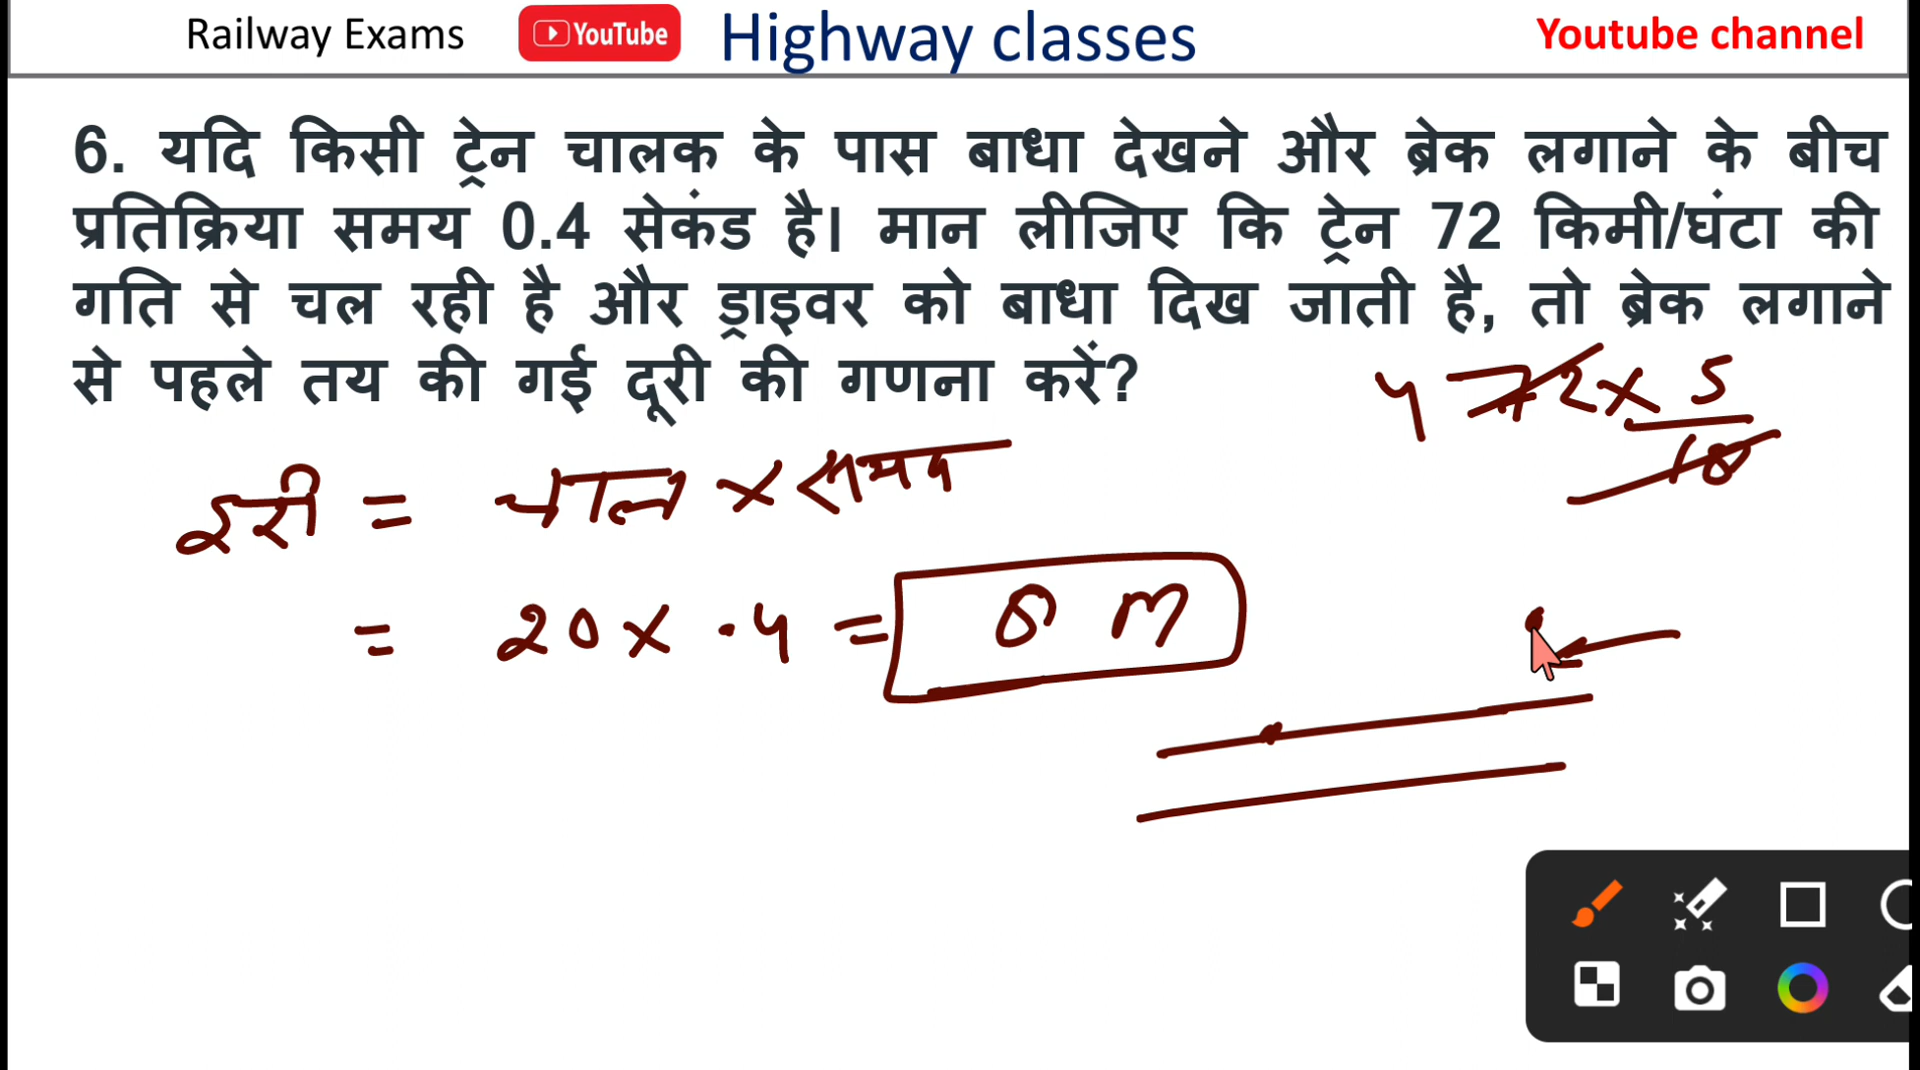 Railway Exams YouTube Highway classes Youtube channel
6. यदि किसी ट्रेन चालक के पास बाधा देखने और ब्रेक लगाने के बीच
प्रतिक्रिया समय 0.4 सेकंड है। मान लीजिए कि ट्रेन 72 किमी/घंटा की
गति से चल रही है और ड्राइवर को बाधा दिख जाती है, तो ब्रेक लगाने
से पहले तय की गई दूरी की गणना करें?
4 72 × 5
18
दूरी = चाल × समय
= 20 × .4 = 8 m